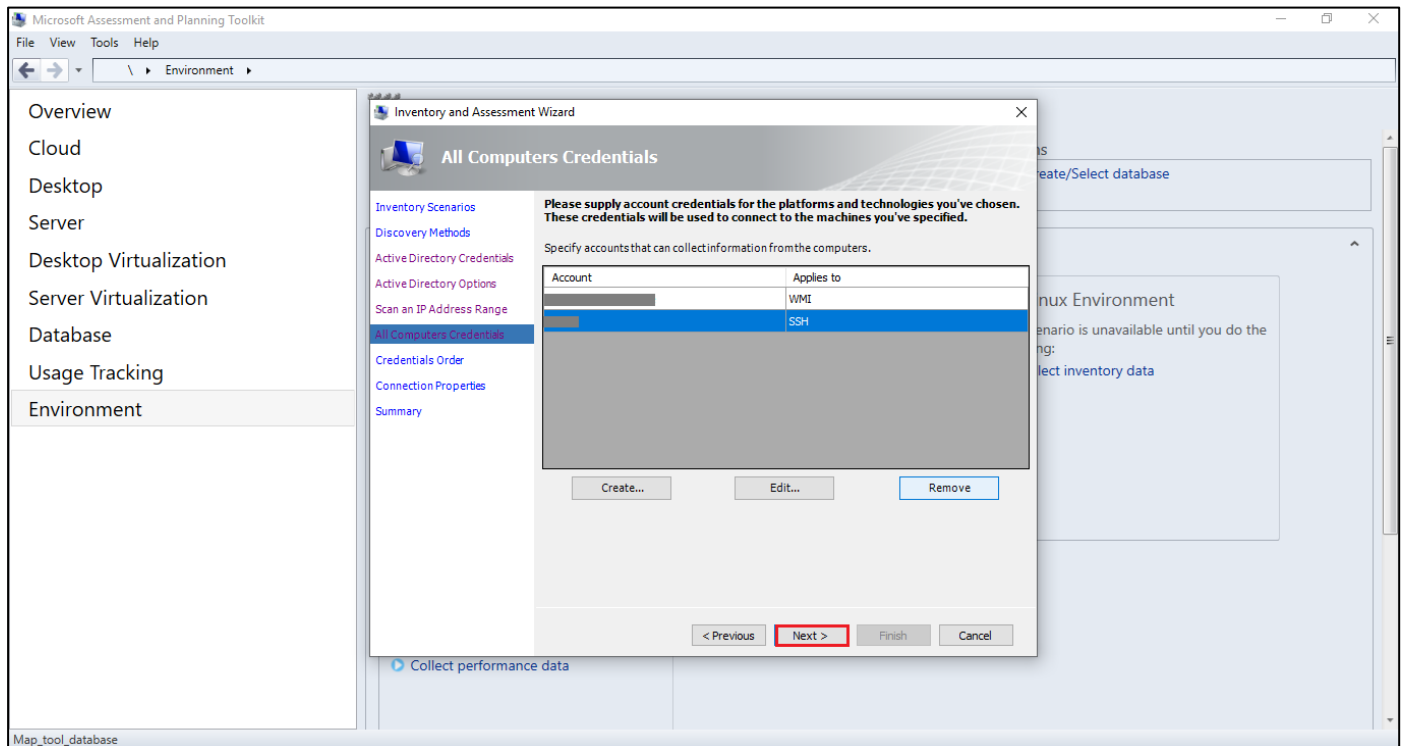 Microsoft Assessment and Planning Toolkit
File View Tools Help
\ Environment
Overview
Cloud
Desktop
Server
Desktop Virtualization
Server Virtualization
Database
Usage Tracking
Environment
Inventory and Assessment Wizard
All Computers Credentials
Inventory Scenarios
Discovery Methods
Active Directory Credentials
Active Directory Options
Scan an IP Address Range
All Computers Credentials
Credentials Order
Connection Properties
Summary
Please supply account credentials for the platforms and technologies you've chosen.
These credentials will be used to connect to the machines you've specified.
Specify accounts that can collect information from the computers.
Account Applies to
WMI
SSH
Create... Edit... Remove
< Previous Next > Finish Cancel
ns
reate/Select database
nux Environment
enario is unavailable until you do the
ng:
lect inventory data
Collect performance data
Map_tool_database